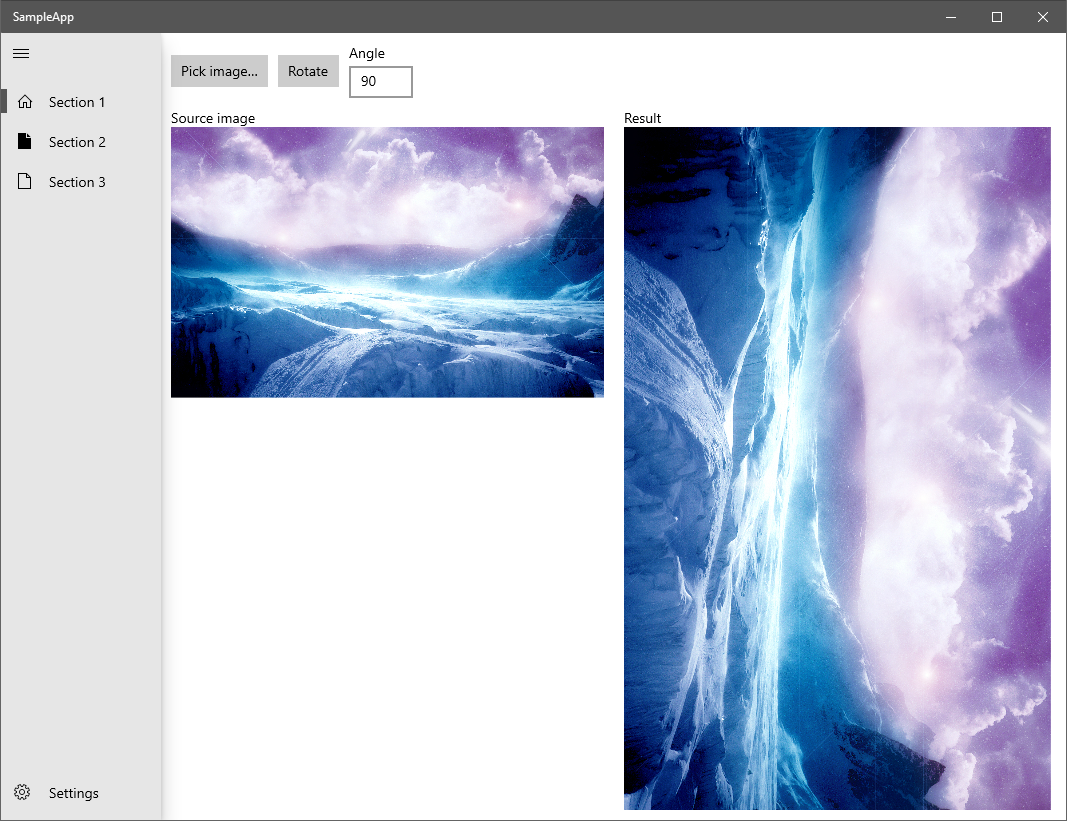 SampleApp
Section 1
Section 2
Section 3
Settings
Pick image...
Rotate
Angle
90
Source image
Result